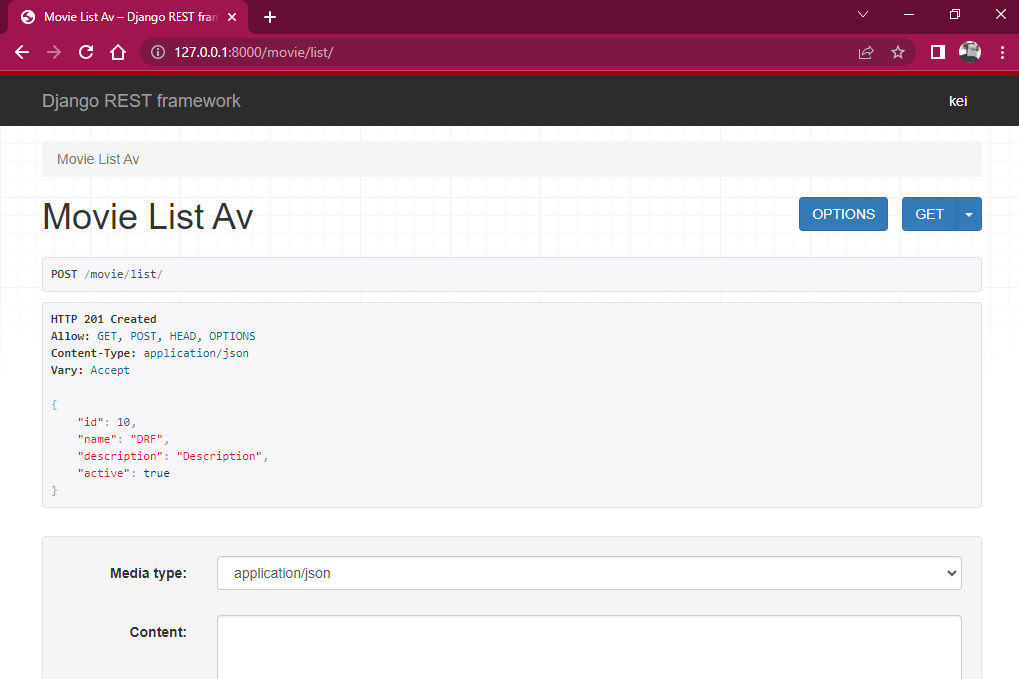 Movie List Av – Django REST fram
127.0.0.1:8000/movie/list/
Django REST framework
kei
Movie List Av
Movie List Av
OPTIONS
GET
POST /movie/list/
HTTP 201 Created
Allow: GET, POST, HEAD, OPTIONS
Content-Type: application/json
Vary: Accept
{
"id": 10,
"name": "DRF",
"description": "Description",
"active": true
}
Media type:
application/json
Content: